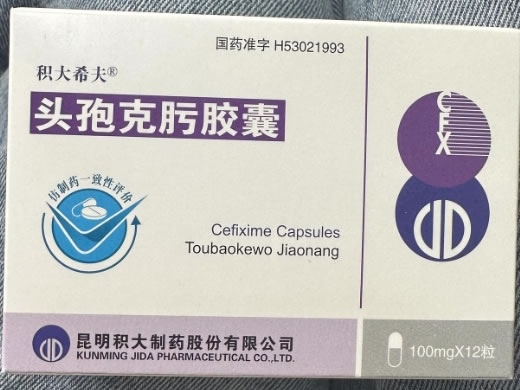 国药准字 H53021993
积大希夫®
头孢克肟胶囊
CFX
仿制药一致性评价
Cefixime Capsules
Toubaokewo Jiaonang
昆明积大制药股份有限公司
KUNMING JIDA PHARMACEUTICAL CO.,LTD.
100mgX12粒